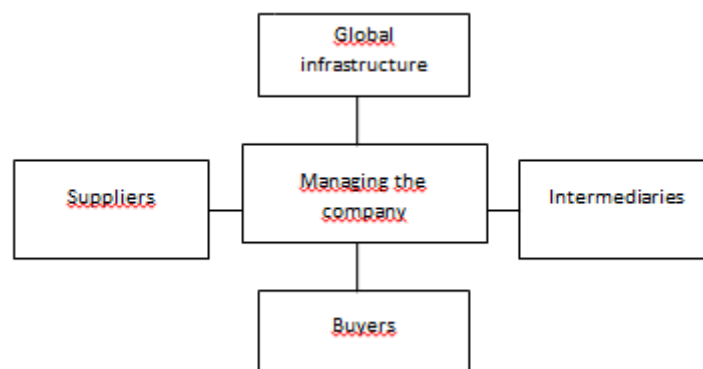 Global
infrastructure
Suppliers
Managing the
company
Intermediaries
Buyers